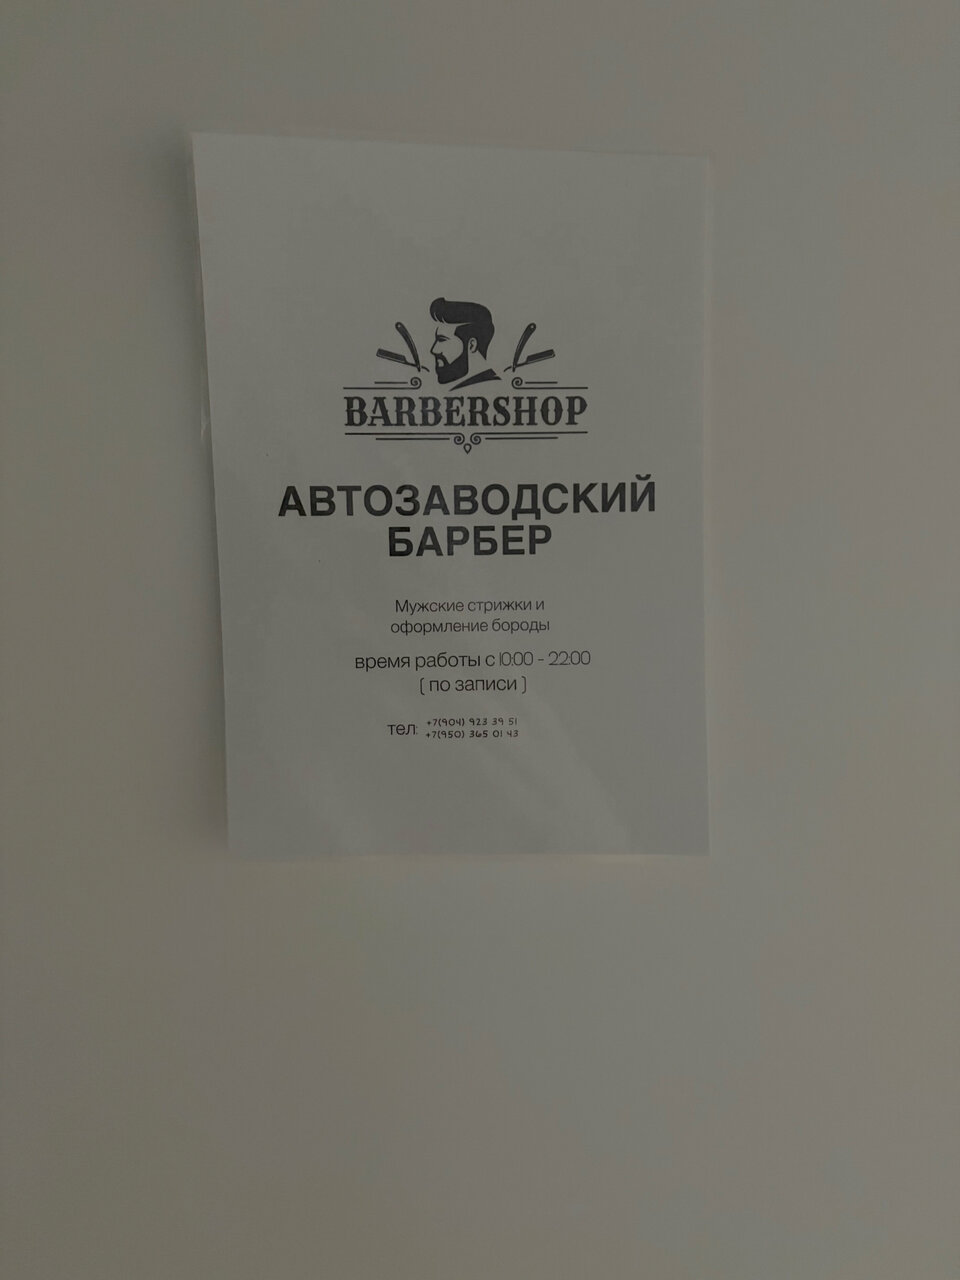 BARBERSHOP
АВТОЗАВОДСКИЙ
БАРБЕР
Мужские стрижки и
оформление бороды
время работы с 10:00 - 22:00
( по записи )
тел: +7(904) 923 39 51
+7(950) 365 01 43